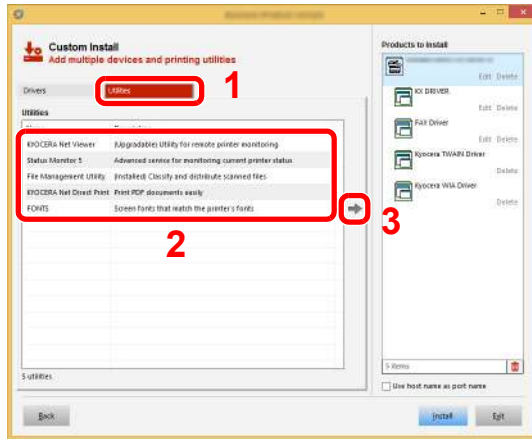 Custom Install
Add multiple devices and printing utilities
1
Drivers
Utilities
Utilities
KYOCERA Net Viewer (Upgradable) Utility for remote printer monitoring
Status Monitor 5 Advanced service for monitoring current printer status
File Management Utility (Installed) Classify and distribute scanned files
KYOCERA Net Direct Print Print PDF documents easily
FONTS Screen fonts that match the printer's fonts
2
3
5 utilities
Products to Install
Edit Delete
KX DRIVER
Edit Delete
FAX Driver
Edit Delete
Kyocera TWAIN Driver
Delete
Kyocera WIA Driver
Delete
5 items
Use host name as port name
Back
Install
Exit